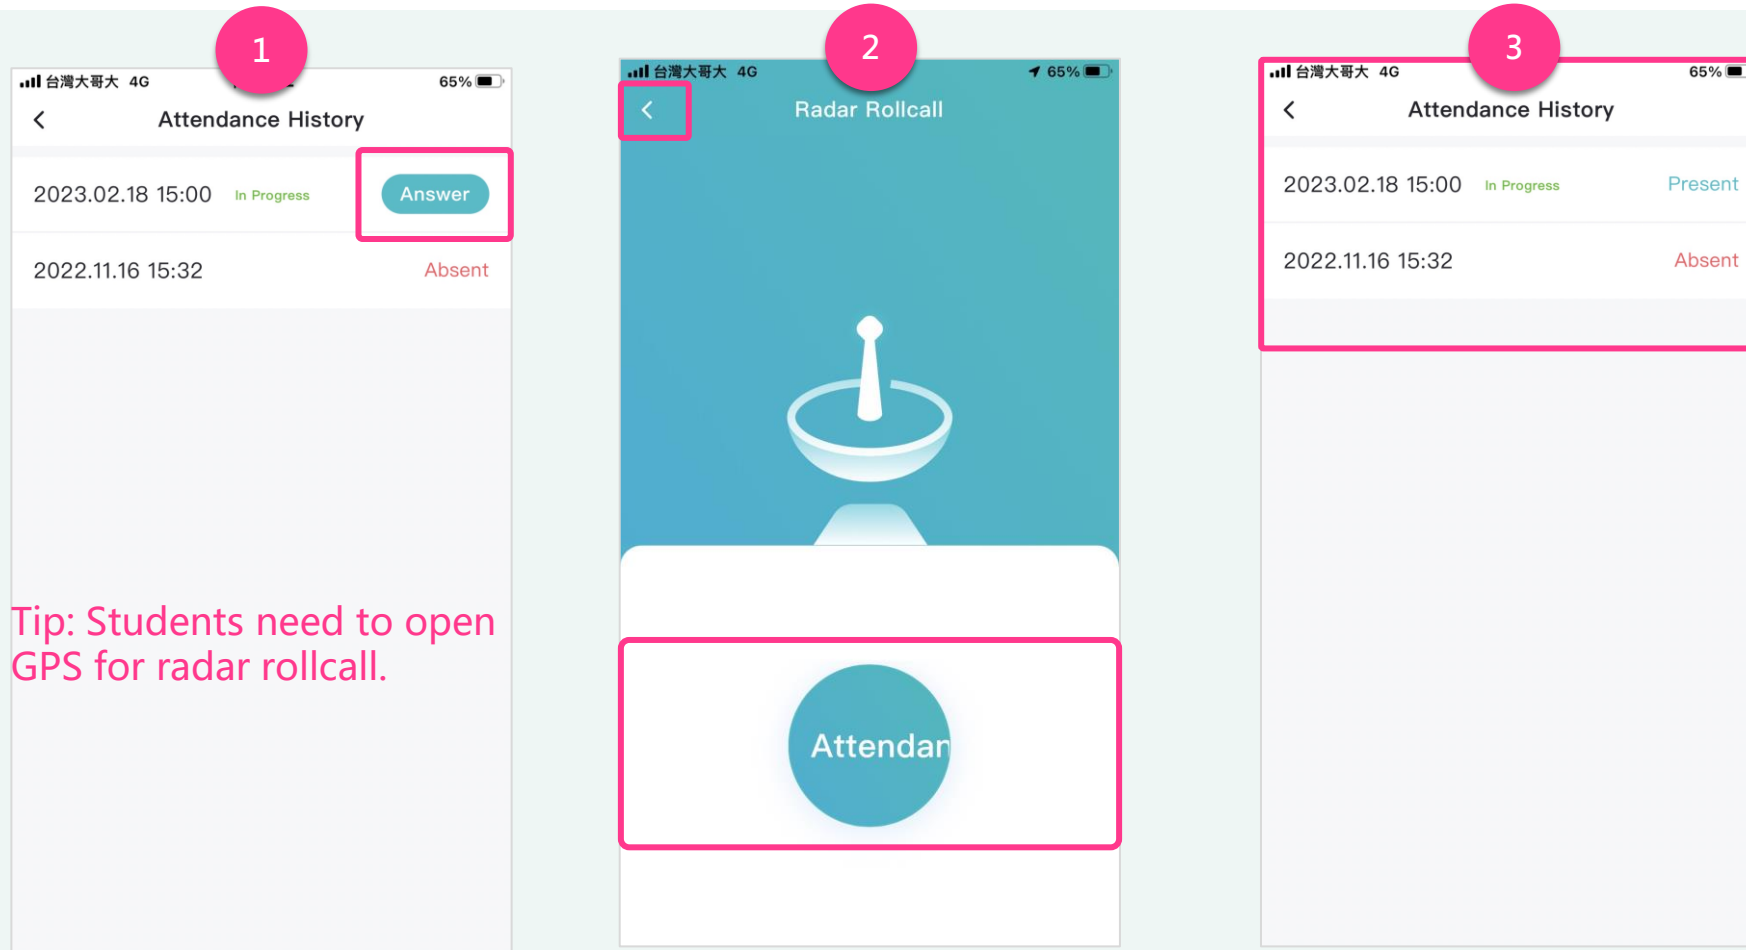 1
台灣大哥大 4G
65%
Attendance History
2023.02.18 15:00 In Progress Answer
2022.11.16 15:32 Absent
Tip: Students need to open
GPS for radar rollcall.
2
台灣大哥大 4G 65%
Radar Rollcall
Attendan
3
台灣大哥大 4G 65%
Attendance History
2023.02.18 15:00 In Progress Present
2022.11.16 15:32 Absent